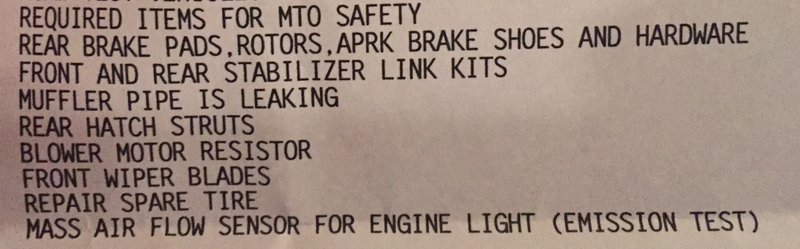 REQUIRED ITEMS FOR MTO SAFETY
REAR BRAKE PADS,ROTORS,APRK BRAKE SHOES AND HARDWARE
FRONT AND REAR STABILIZER LINK KITS
MUFFLER PIPE IS LEAKING
REAR HATCH STRUTS
BLOWER MOTOR RESISTOR
FRONT WIPER BLADES
REPAIR SPARE TIRE
MASS AIR FLOW SENSOR FOR ENGINE LIGHT (EMISSION TEST)